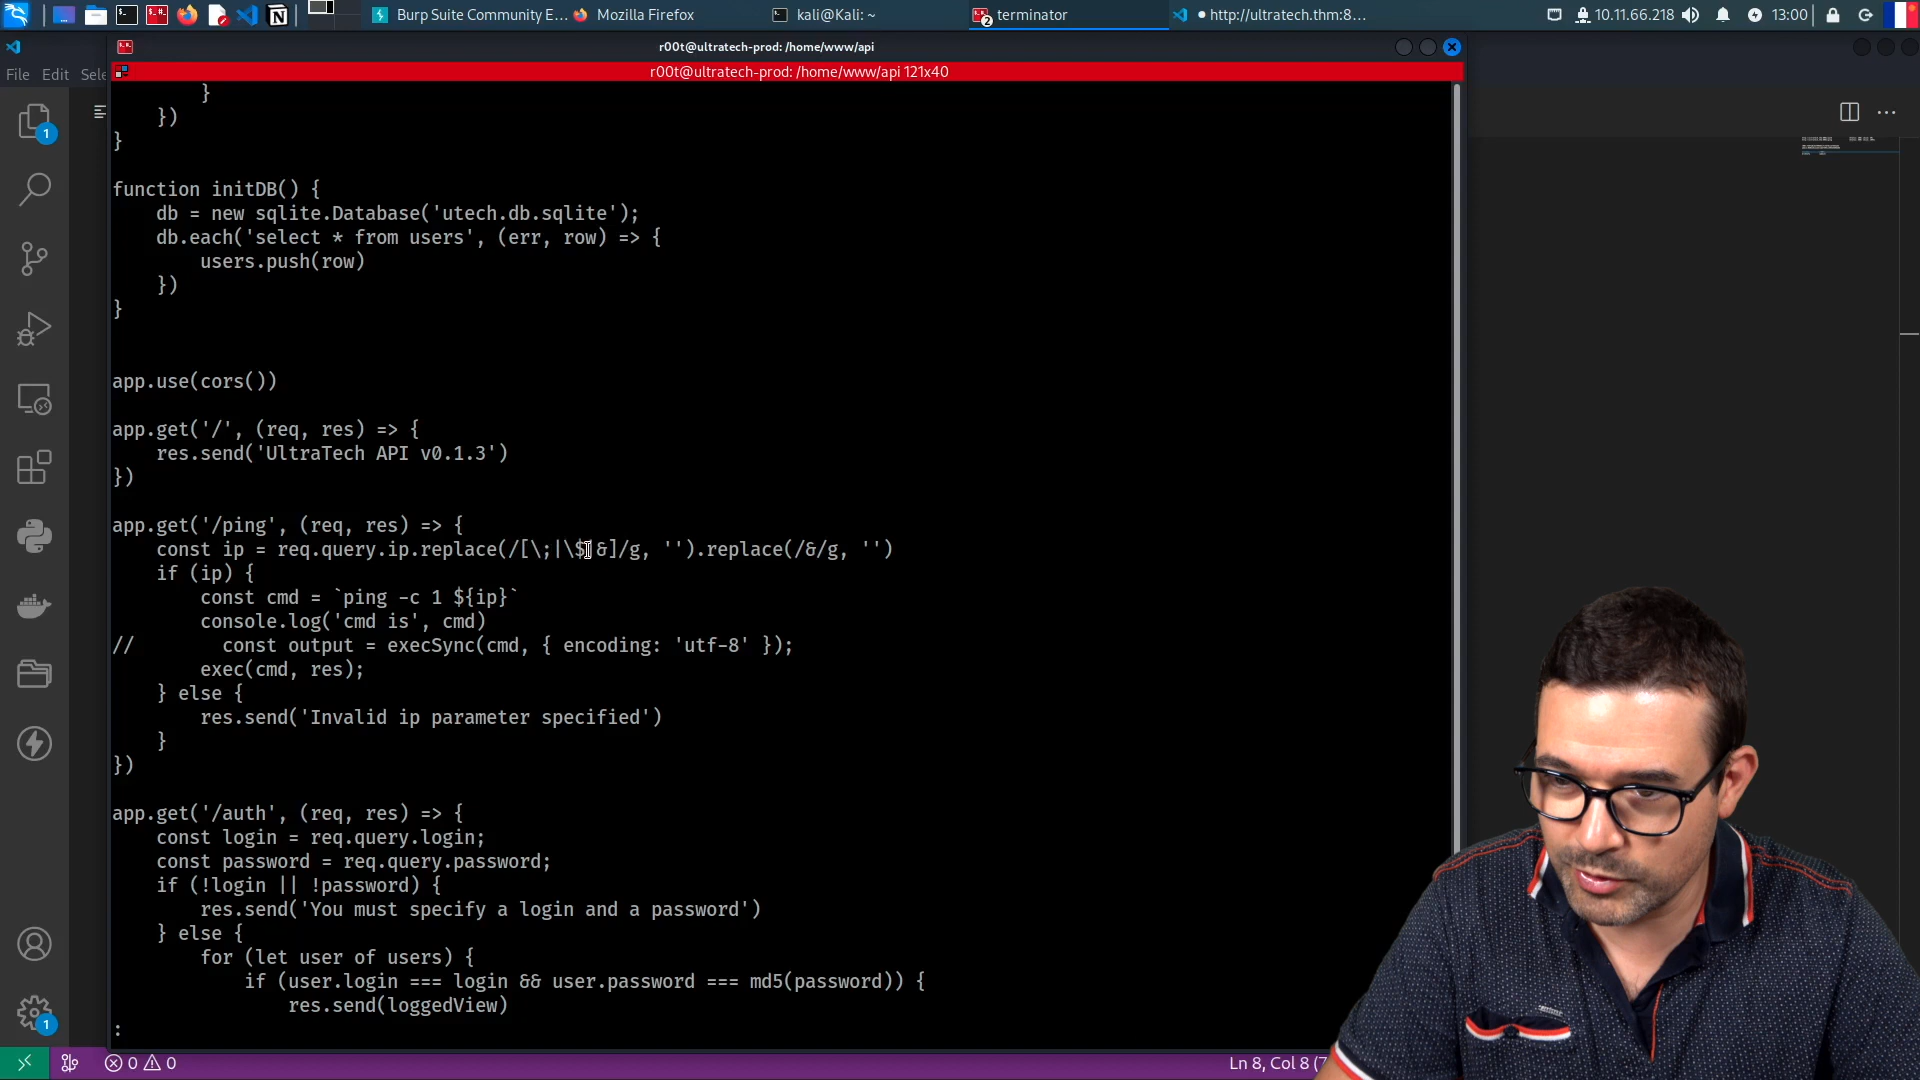 Burp Suite Community E...
Mozilla Firefox
kali@Kali: ~
terminator
2
http://ultratech.thm:8...
10.11.66.218
13:00
r00t@ultratech-prod: /home/www/api
File Edit Sele
r00t@ultratech-prod: /home/www/api 121x40
}
})
}
function initDB() {
db = new sqlite.Database('utech.db.sqlite');
db.each('select * from users', (err, row) => {
users.push(row)
})
}
app.use(cors())
app.get('/', (req, res) => {
res.send('UltraTech API v0.1.3')
})
app.get('/ping', (req, res) => {
const ip = req.query.ip.replace(/[\;|\$ &]/g, '').replace(/&/g, '')
if (ip) {
const cmd = `ping -c 1 ${ip}`
console.log('cmd is', cmd)
// const output = execSync(cmd, { encoding: 'utf-8' });
exec(cmd, res);
} else {
res.send('Invalid ip parameter specified')
}
})
app.get('/auth', (req, res) => {
const login = req.query.login;
const password = req.query.password;
if (!login || !password) {
res.send('You must specify a login and a password')
} else {
for (let user of users) {
if (user.login === login && user.password === md5(password)) {
res.send(loggedView)
:
1
1
0 0
Ln 8, Col 8 (7